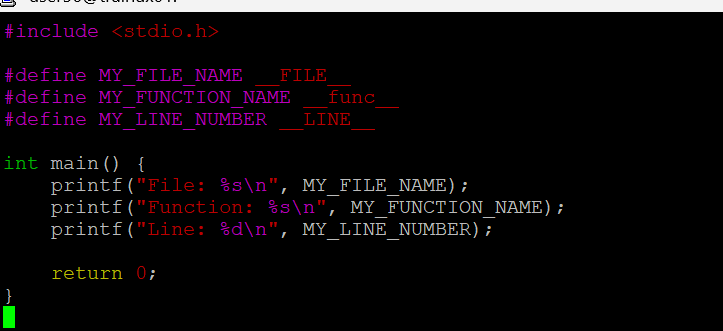 #include <stdio.h>
#define MY_FILE_NAME __FILE__
#define MY_FUNCTION_NAME __func__
#define MY_LINE_NUMBER __LINE__
int main() {
    printf("File: %s\n", MY_FILE_NAME);
    printf("Function: %s\n", MY_FUNCTION_NAME);
    printf("Line: %d\n", MY_LINE_NUMBER);
    return 0;
}